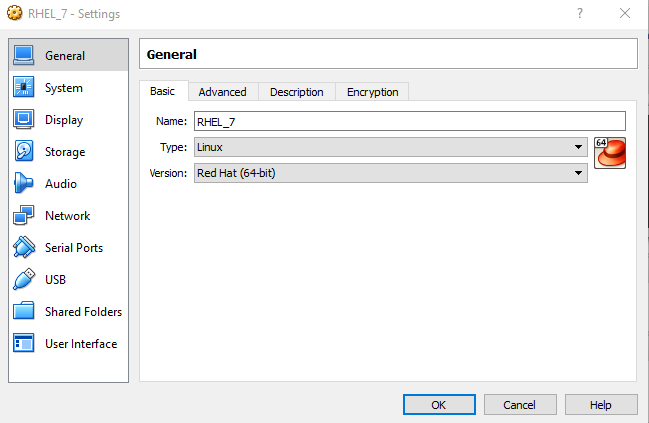 RHEL_7 - Settings
?
General
System
Display
Storage
Audio
Network
Serial Ports
USB
Shared Folders
User Interface
General
Basic Advanced Description Encryption
Name: RHEL_7
Type: Linux
64
Version: Red Hat (64-bit)
OK Cancel Help